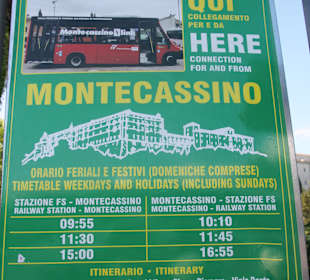 QUI
COLLEGAMENTO
PER E DA
HERE
CONNECTION
FOR AND FROM
Montecassino link
MONTECASSINO
ORARIO FERIALI E FESTIVI (DOMENICHE COMPRESE)
TIMETABLE WEEKDAYS AND HOLIDAYS (INCLUDING SUNDAYS)
STAZIONE FS - MONTECASSINO
RAILWAY STATION - MONTECASSINO
MONTECASSINO - STAZIONE FS
MONTECASSINO - RAILWAY STATION
09:55 10:10
11:30 11:45
15:00 16:55
ITINERARIO - ITINERARY